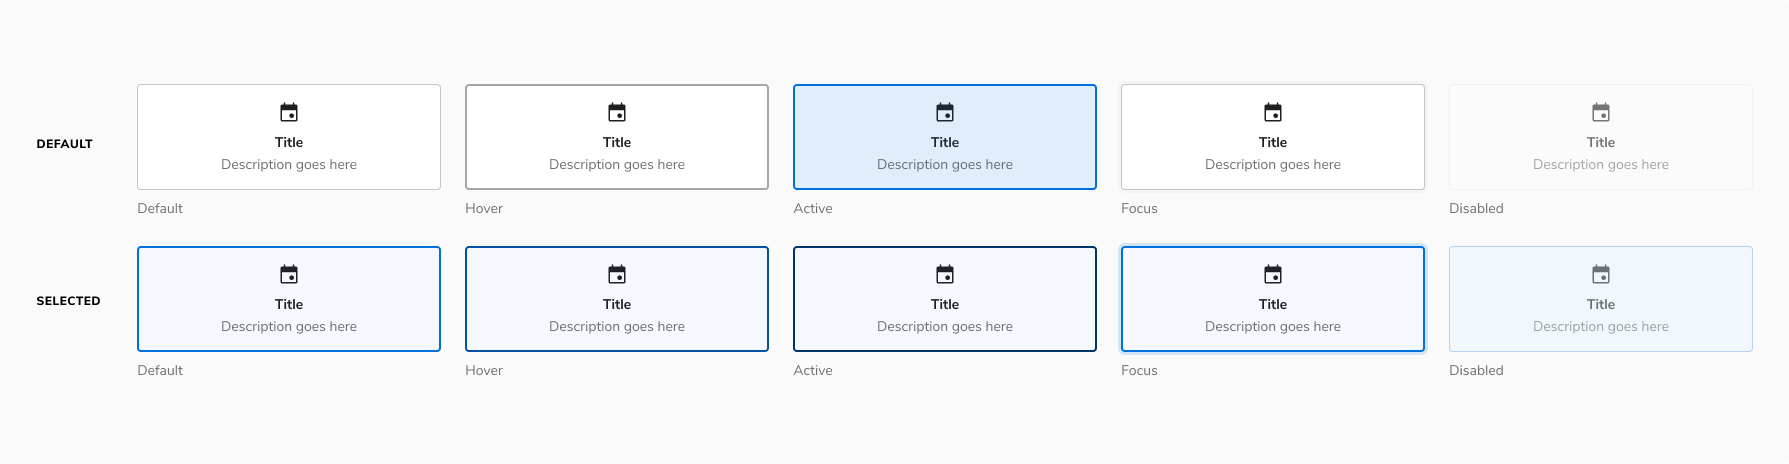 DEFAULT
Title
Description goes here
Default
Title
Description goes here
Hover
Title
Description goes here
Active
Title
Description goes here
Focus
Title
Description goes here
Disabled
SELECTED
Title
Description goes here
Default
Title
Description goes here
Hover
Title
Description goes here
Active
Title
Description goes here
Focus
Title
Description goes here
Disabled